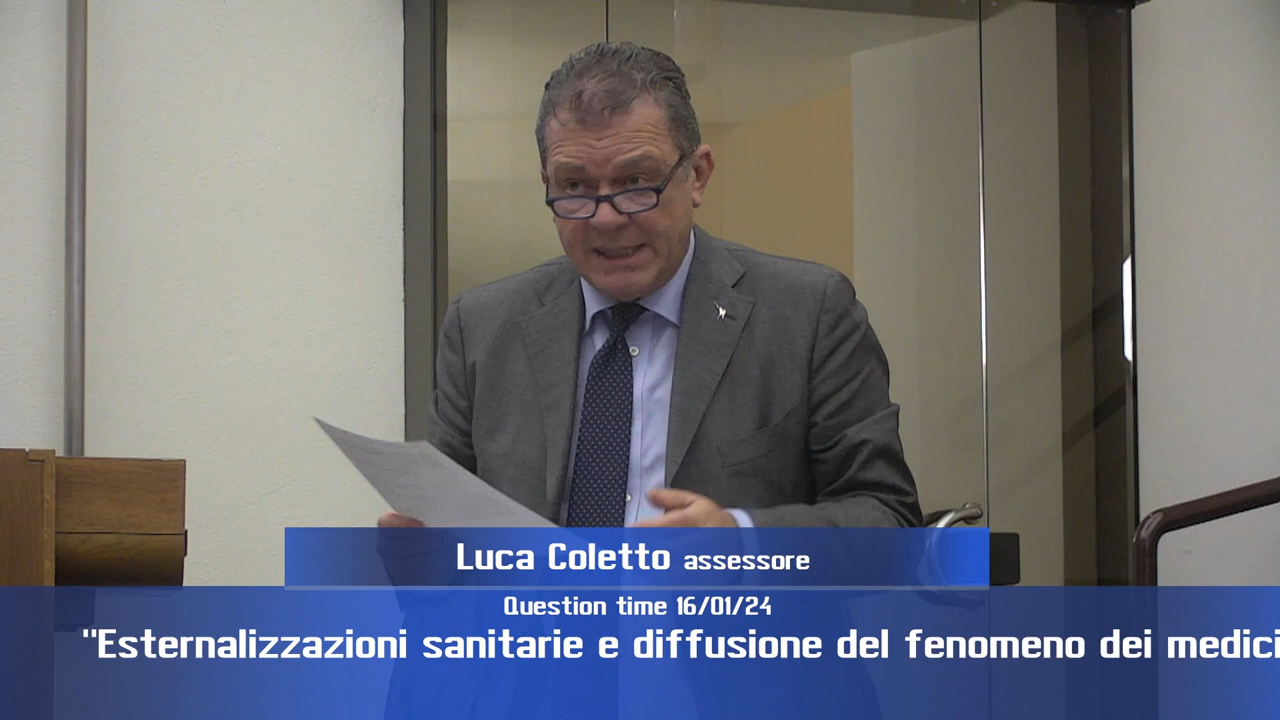 Luca Coletto assessore
Question time 16/01/24
"Esternalizzazioni sanitarie e diffusione del fenomeno dei medici